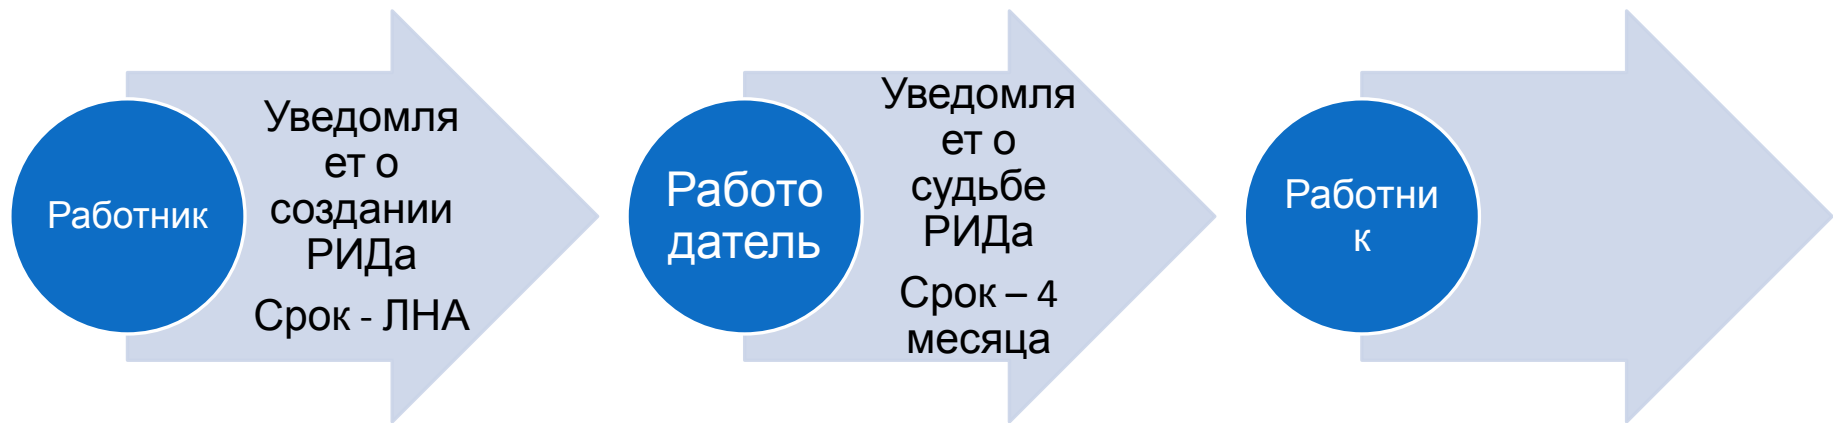 Работник
Уведомля
ет о
создании
РИДа
Срок - ЛНА
Работо
датель
Уведомля
ет о
судьбе
РИДа
Срок – 4
месяца
Работни
к